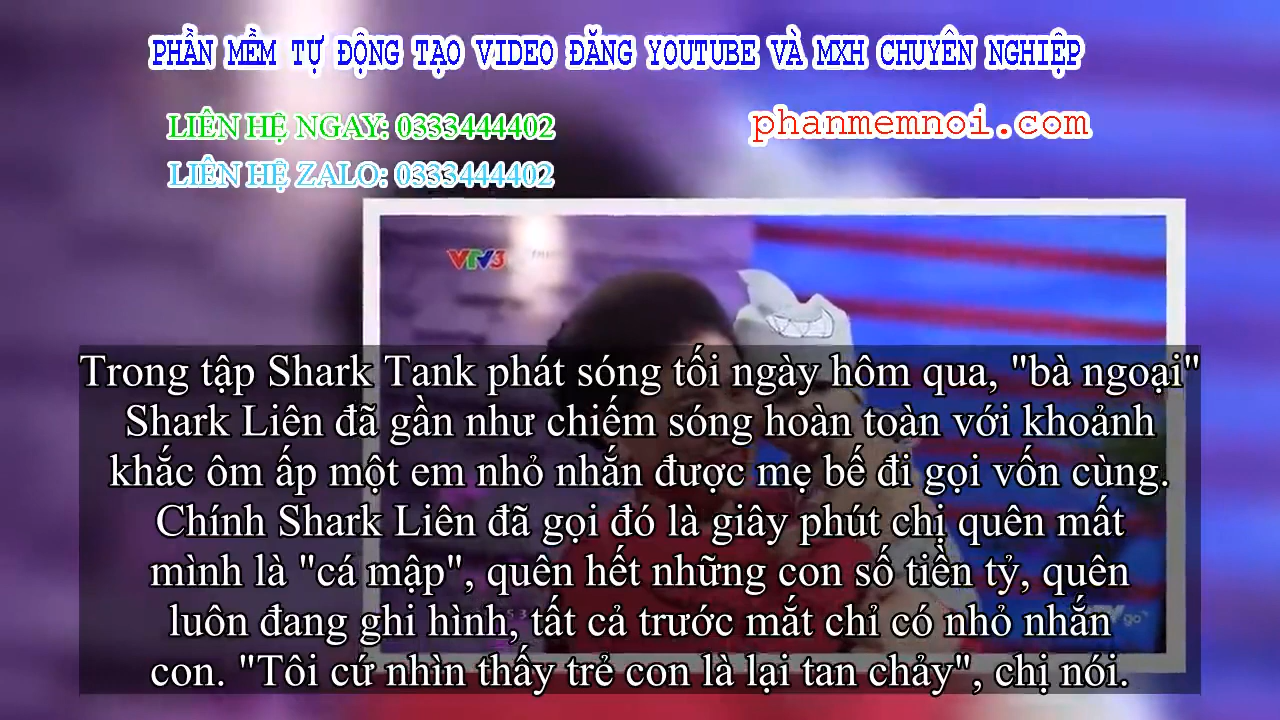 PHẦN MỀM TỰ ĐỘNG TẠO VIDEO ĐĂNG YOUTUBE VÀ MXH CHUYÊN NGHIỆP
LIÊN HỆ NGAY: 0333444402
phanmemnoi.com
LIÊN HỆ ZALO: 0333444402
VTV3
Trong tập Shark Tank phát sóng tối ngày hôm qua, "bà ngoại"
Shark Liên đã gần như chiếm sóng hoàn toàn với khoảnh
khắc ôm ấp một em nhỏ nhắn được mẹ bế đi gọi vốn cùng.
Chính Shark Liên đã gọi đó là giây phút chị quên mất
mình là "cá mập", quên hết những con số tiền tỷ, quên
luôn đang ghi hình, tất cả trước mắt chỉ có nhỏ nhắn
con. "Tôi cứ nhìn thấy trẻ con là lại tan chảy", chị nói.
go